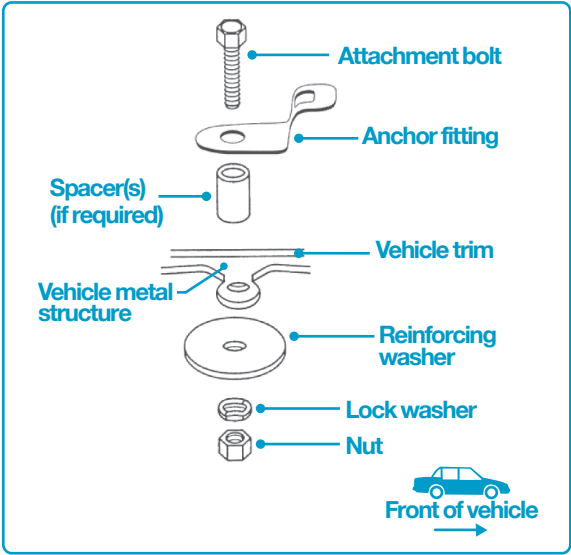 Attachment bolt
Anchor fitting
Spacer(s)
(if required)
Vehicle trim
Vehicle metal
structure
Reinforcing
washer
Lock washer
Nut
Front of vehicle